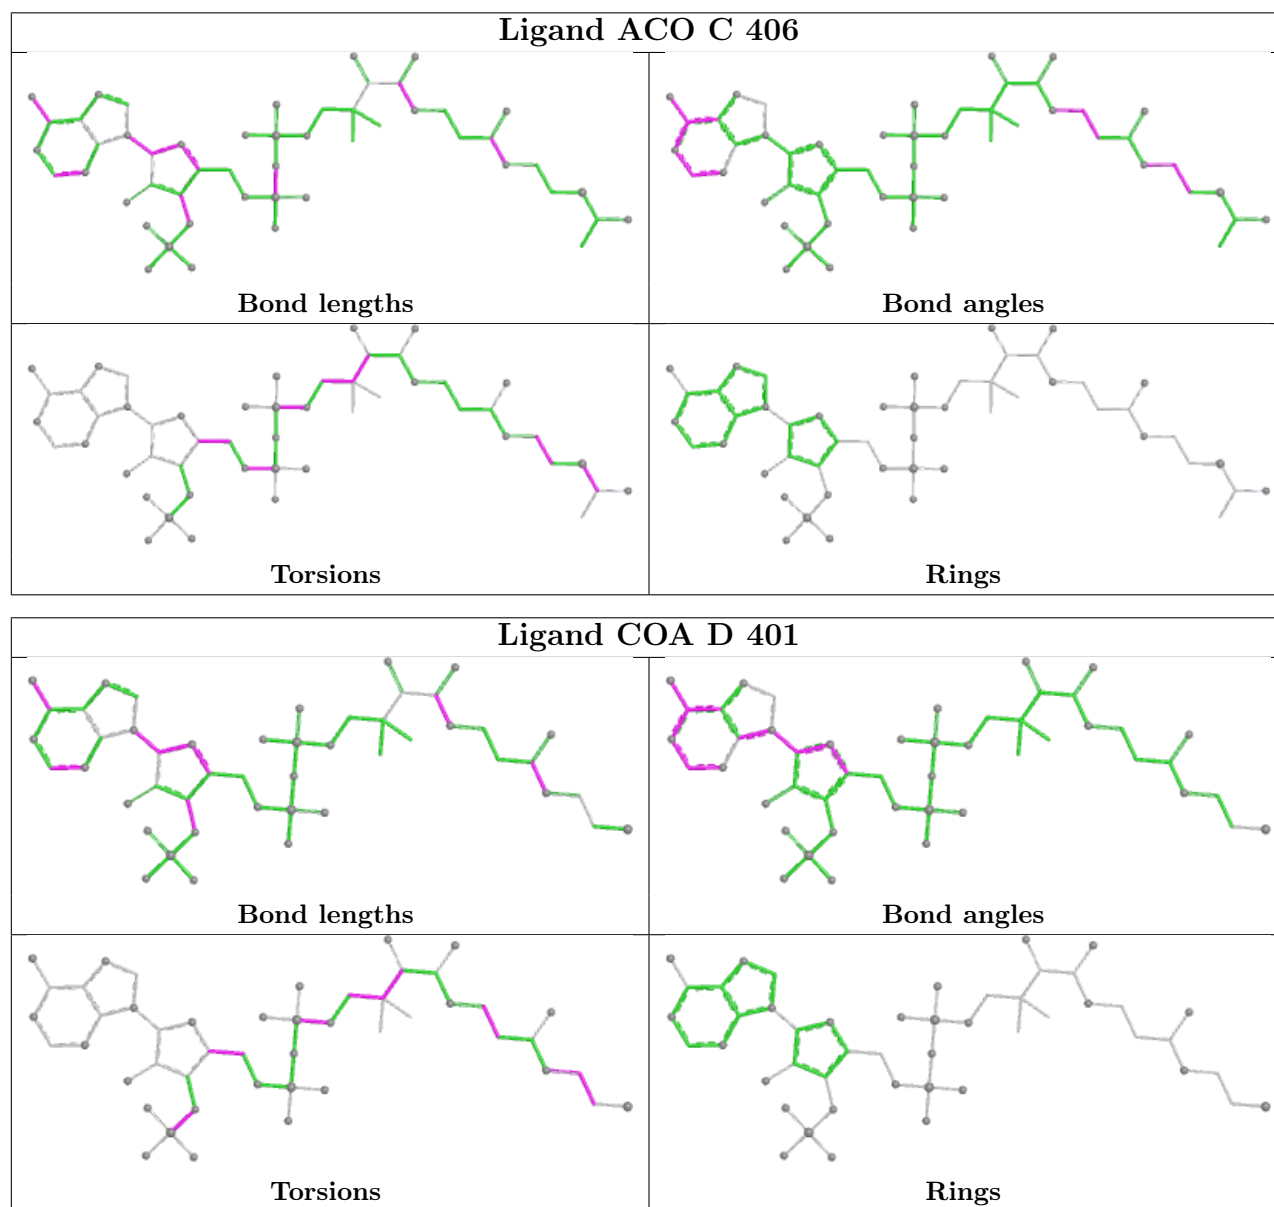 Ligand ACO C 406
Bond lengths
Bond angles
Torsions
Rings
Ligand COA D 401
Bond lengths
Bond angles
Torsions
Rings